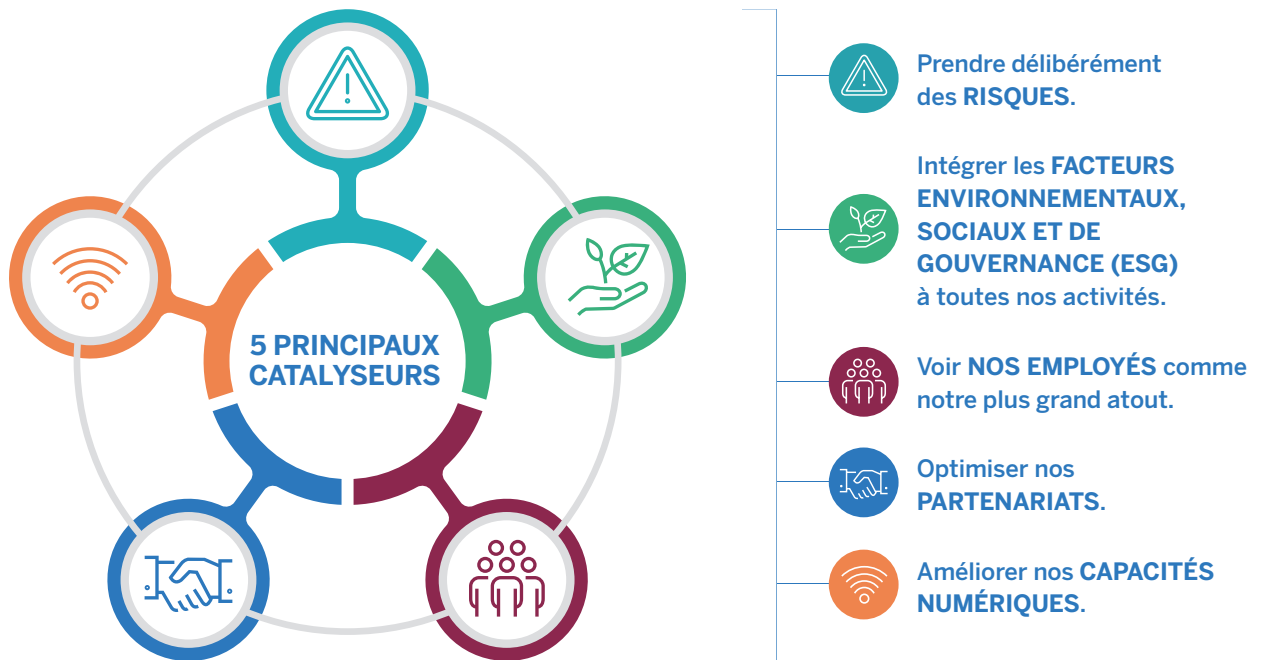 5 PRINCIPAUX
CATALYSEURS
Prendre délibérément
des RISQUES.
Intégrer les FACTEURS
ENVIRONNEMENTAUX,
SOCIAUX ET DE
GOUVERNANCE (ESG)
à toutes nos activités.
Voir NOS EMPLOYÉS comme
notre plus grand atout.
Optimiser nos
PARTENARIATS.
Améliorer nos CAPACITÉS
NUMÉRIQUES.